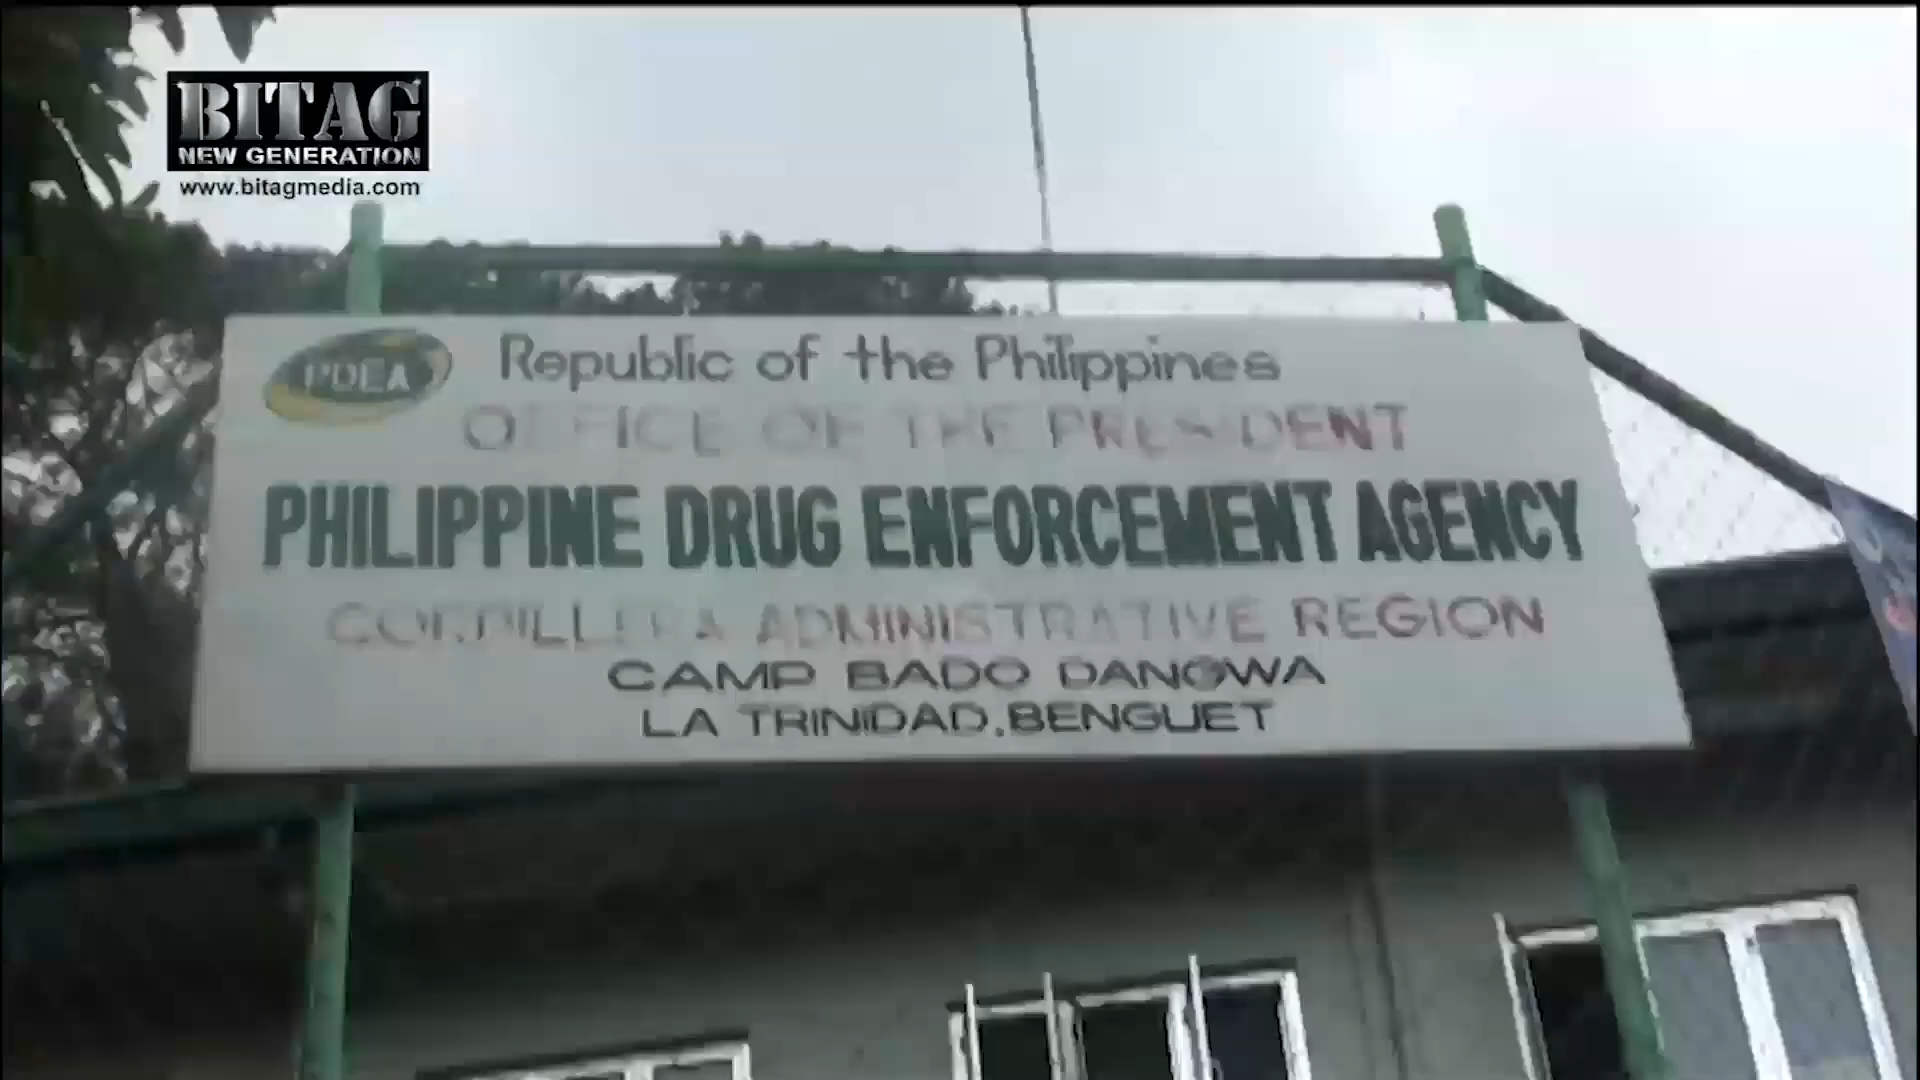 BITAG
NEW GENERATION
www.bitagmedia.com
PDEA
Republic of the Philippines
OFFICE OF THE PRESIDENT
PHILIPPINE DRUG ENFORCEMENT AGENCY
CORDILLERA ADMINISTRATIVE REGION
CAMP BADO DANGWA
LA TRINIDAD, BENGUET